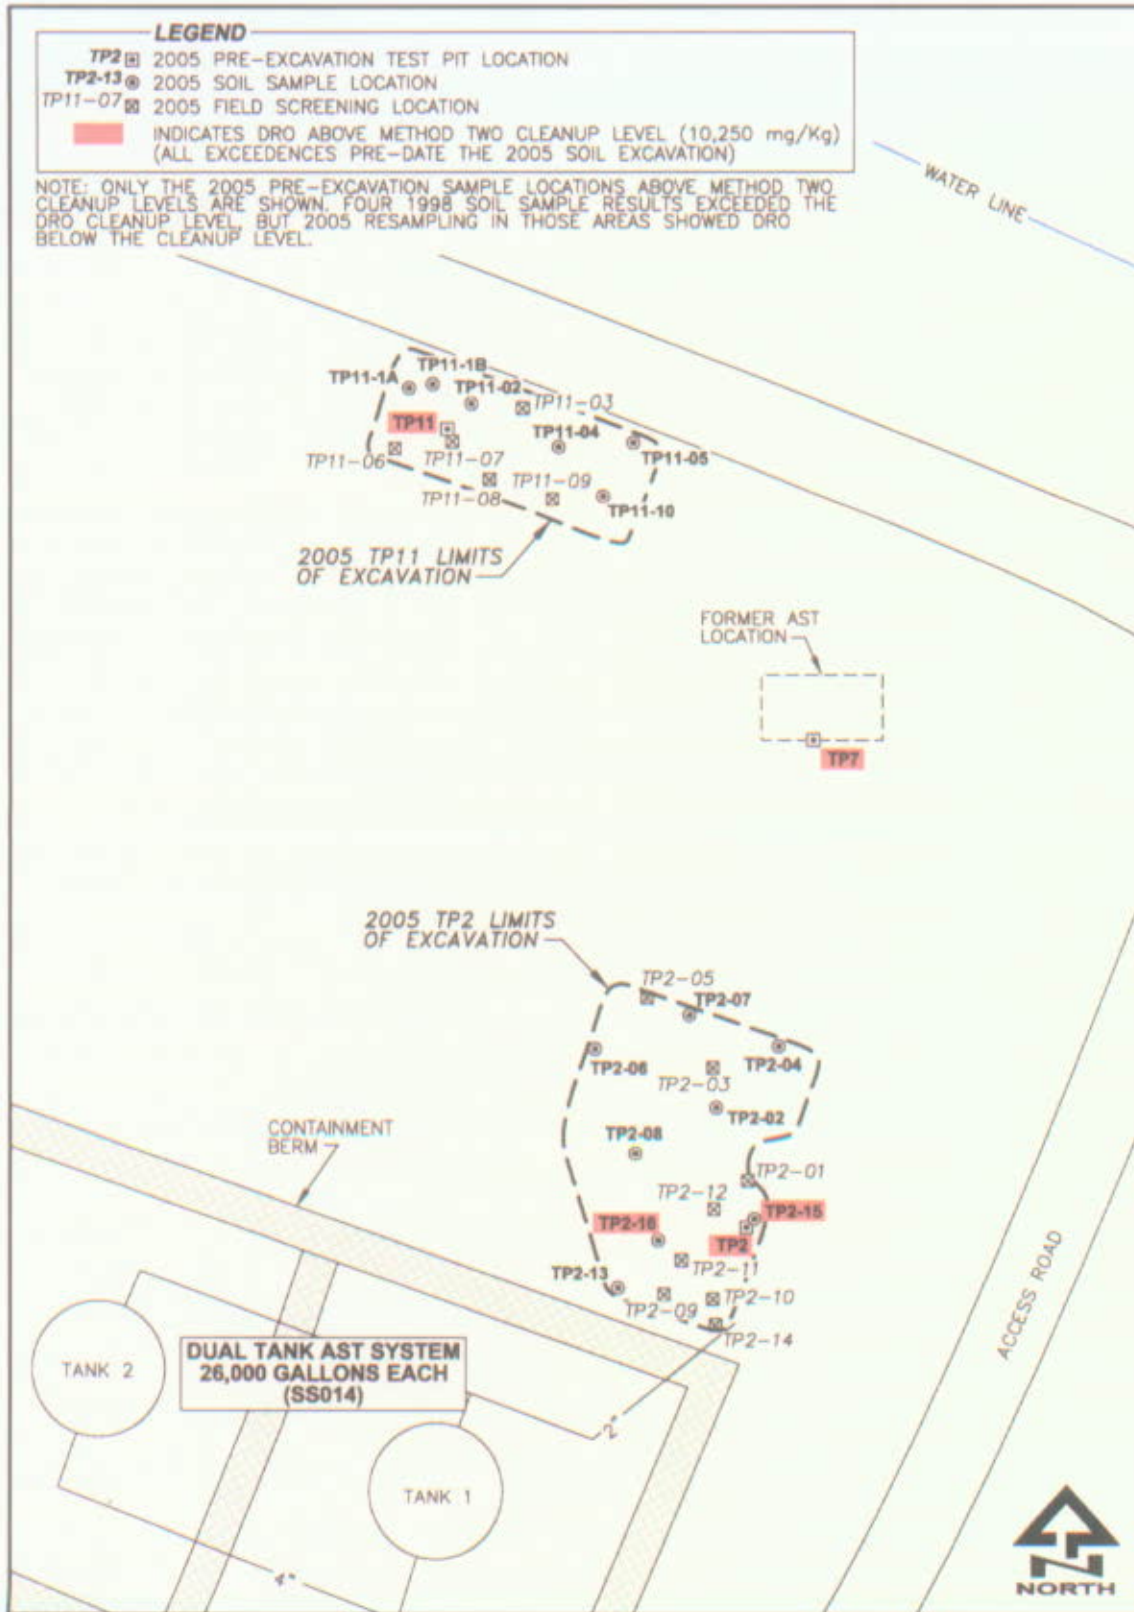 LEGEND
TP2 2005 PRE-EXCAVATION TEST PIT LOCATION
TP2-13 2005 SOIL SAMPLE LOCATION
TP11-07 2005 FIELD SCREENING LOCATION
INDICATES DRO ABOVE METHOD TWO CLEANUP LEVEL (10,250 mg/Kg)
(ALL EXCEEDENCES PRE-DATE THE 2005 SOIL EXCAVATION)
NOTE: ONLY THE 2005 PRE-EXCAVATION SAMPLE LOCATIONS ABOVE METHOD TWO
CLEANUP LEVELS ARE SHOWN. FOUR 1998 SOIL SAMPLE RESULTS EXCEEDED THE
DRO CLEANUP LEVEL, BUT 2005 RESAMPLING IN THOSE AREAS SHOWED DRO
BELOW THE CLEANUP LEVEL.
WATER LINE
TP11-1B
TP11-1A
TP11-02
TP11-03
TP11
TP11-04
TP11-05
TP11-06
TP11-07
TP11-08
TP11-09
TP11-10
2005 TP11 LIMITS
OF EXCAVATION
FORMER AST
LOCATION
TP7
2005 TP2 LIMITS
OF EXCAVATION
TP2-05
TP2-07
TP2-06
TP2-04
TP2-03
TP2-02
TP2-08
TP2-01
TP2-12
TP2-15
TP2-16
TP2
TP2-11
TP2-13
TP2-09
TP2-10
TP2-14
CONTAINMENT
BERM
ACCESS ROAD
TANK 2
DUAL TANK AST SYSTEM
26,000 GALLONS EACH
(SS014)
2"
TANK 1
4"
NORTH